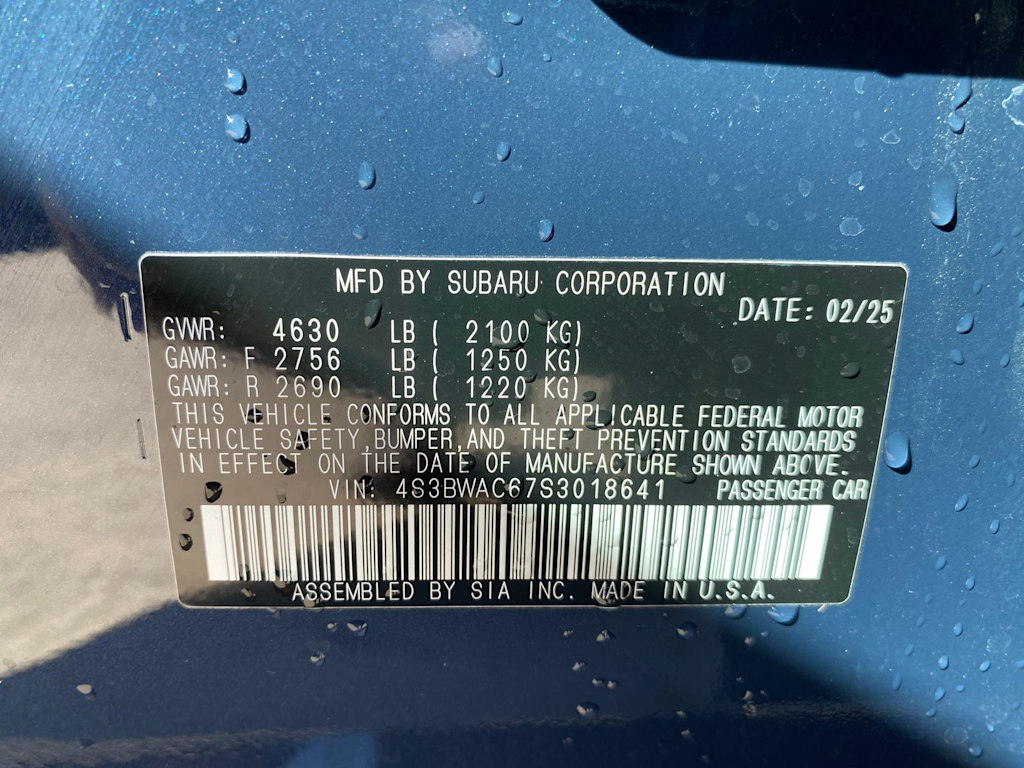 MFD BY SUBARU CORPORATION
DATE: 02/25
GVWR: 4630 LB ( 2100 KG)
GAWR: F 2756 LB ( 1250 KG)
GAWR: R 2690 LB ( 1220 KG)
THIS VEHICLE CONFORMS TO ALL APPLICABLE FEDERAL MOTOR
VEHICLE SAFETY,BUMPER,AND THEFT PREVENTION STANDARDS
IN EFFECT ON THE DATE OF MANUFACTURE SHOWN ABOVE.
VIN: 4S3BWAC67S3018641 PASSENGER CAR
ASSEMBLED BY SIA INC. MADE IN U.S.A.